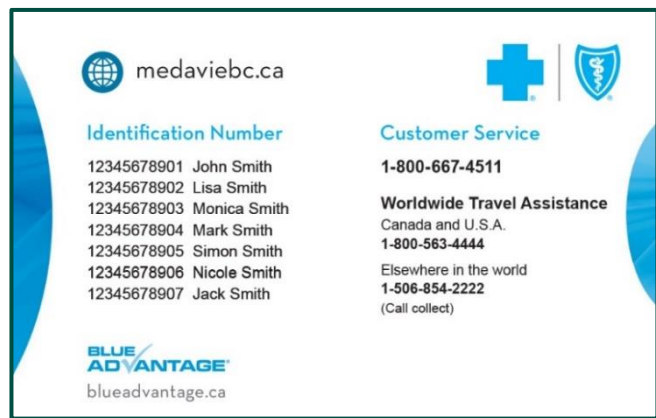 medaviebc.ca
Identification Number
12345678901 John Smith
12345678902 Lisa Smith
12345678903 Monica Smith
12345678904 Mark Smith
12345678905 Simon Smith
12345678906 Nicole Smith
12345678907 Jack Smith
BLUE
ADVANTAGE®
blueadvantage.ca
Customer Service
1-800-667-4511
Worldwide Travel Assistance
Canada and U.S.A.
1-800-563-4444
Elsewhere in the world
1-506-854-2222
(Call collect)